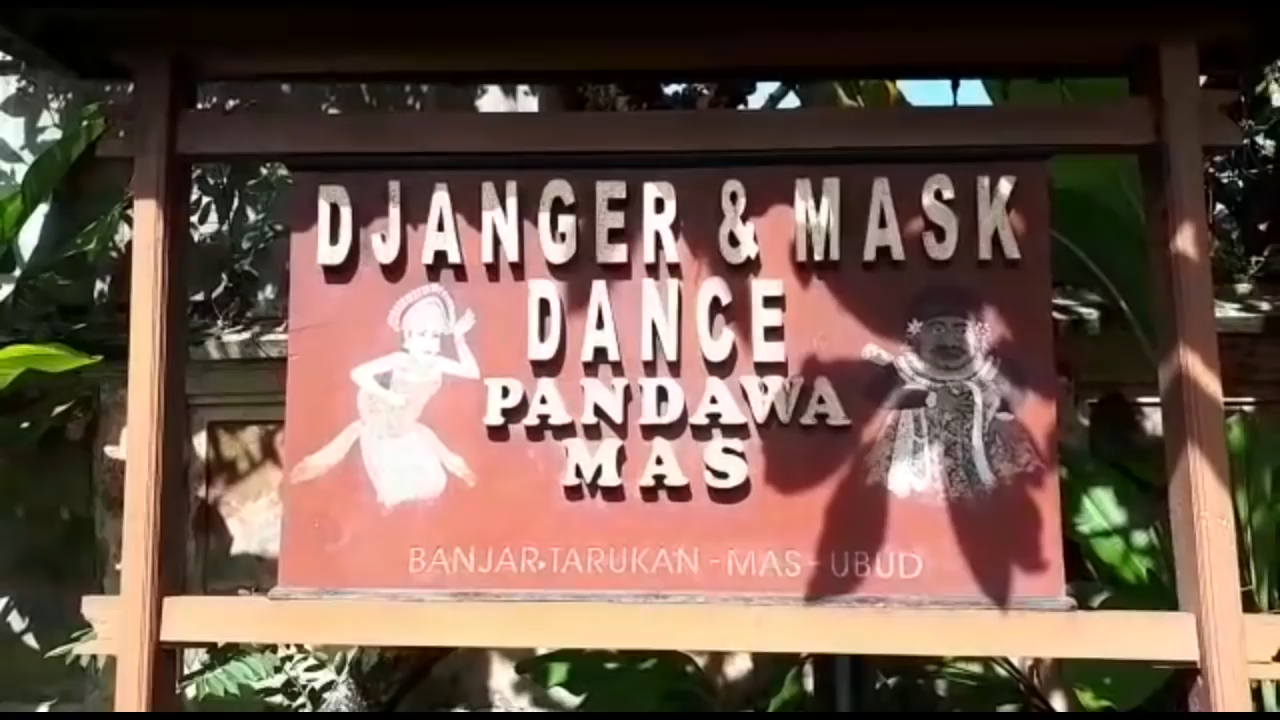 DJANGER & MASK
DANCE
PANDAWA
MAS
BANJAR.TARUKAN - MAS - UBUD